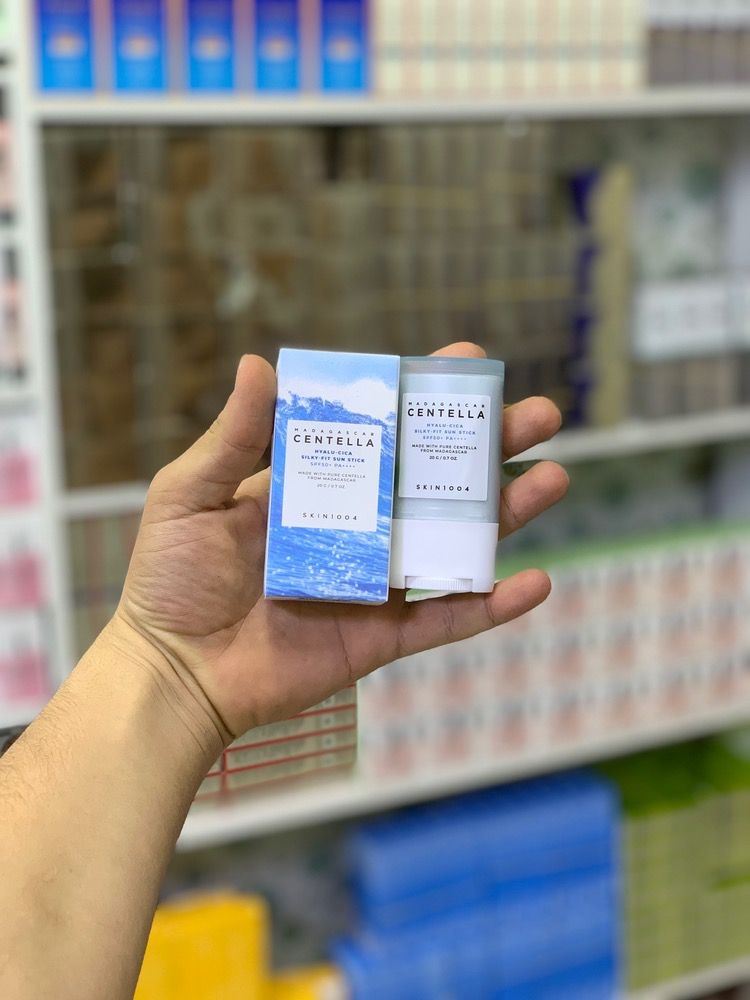 MADAGASCAR
CENTELLA
HYALU-CICA
SILKY-FIT SUN STICK
SPF50+ PA++++
MADE WITH PURE CENTELLA
FROM MADAGASCAR
20 G / 0.7 OZ.
SKIN1004
MADAGASCAR
CENTELLA
HYALU-CICA
SILKY-FIT SUN STICK
SPF50+ PA++++
MADE WITH PURE CENTELLA
FROM MADAGASCAR
20 G / 0.7 OZ.
SKIN1004